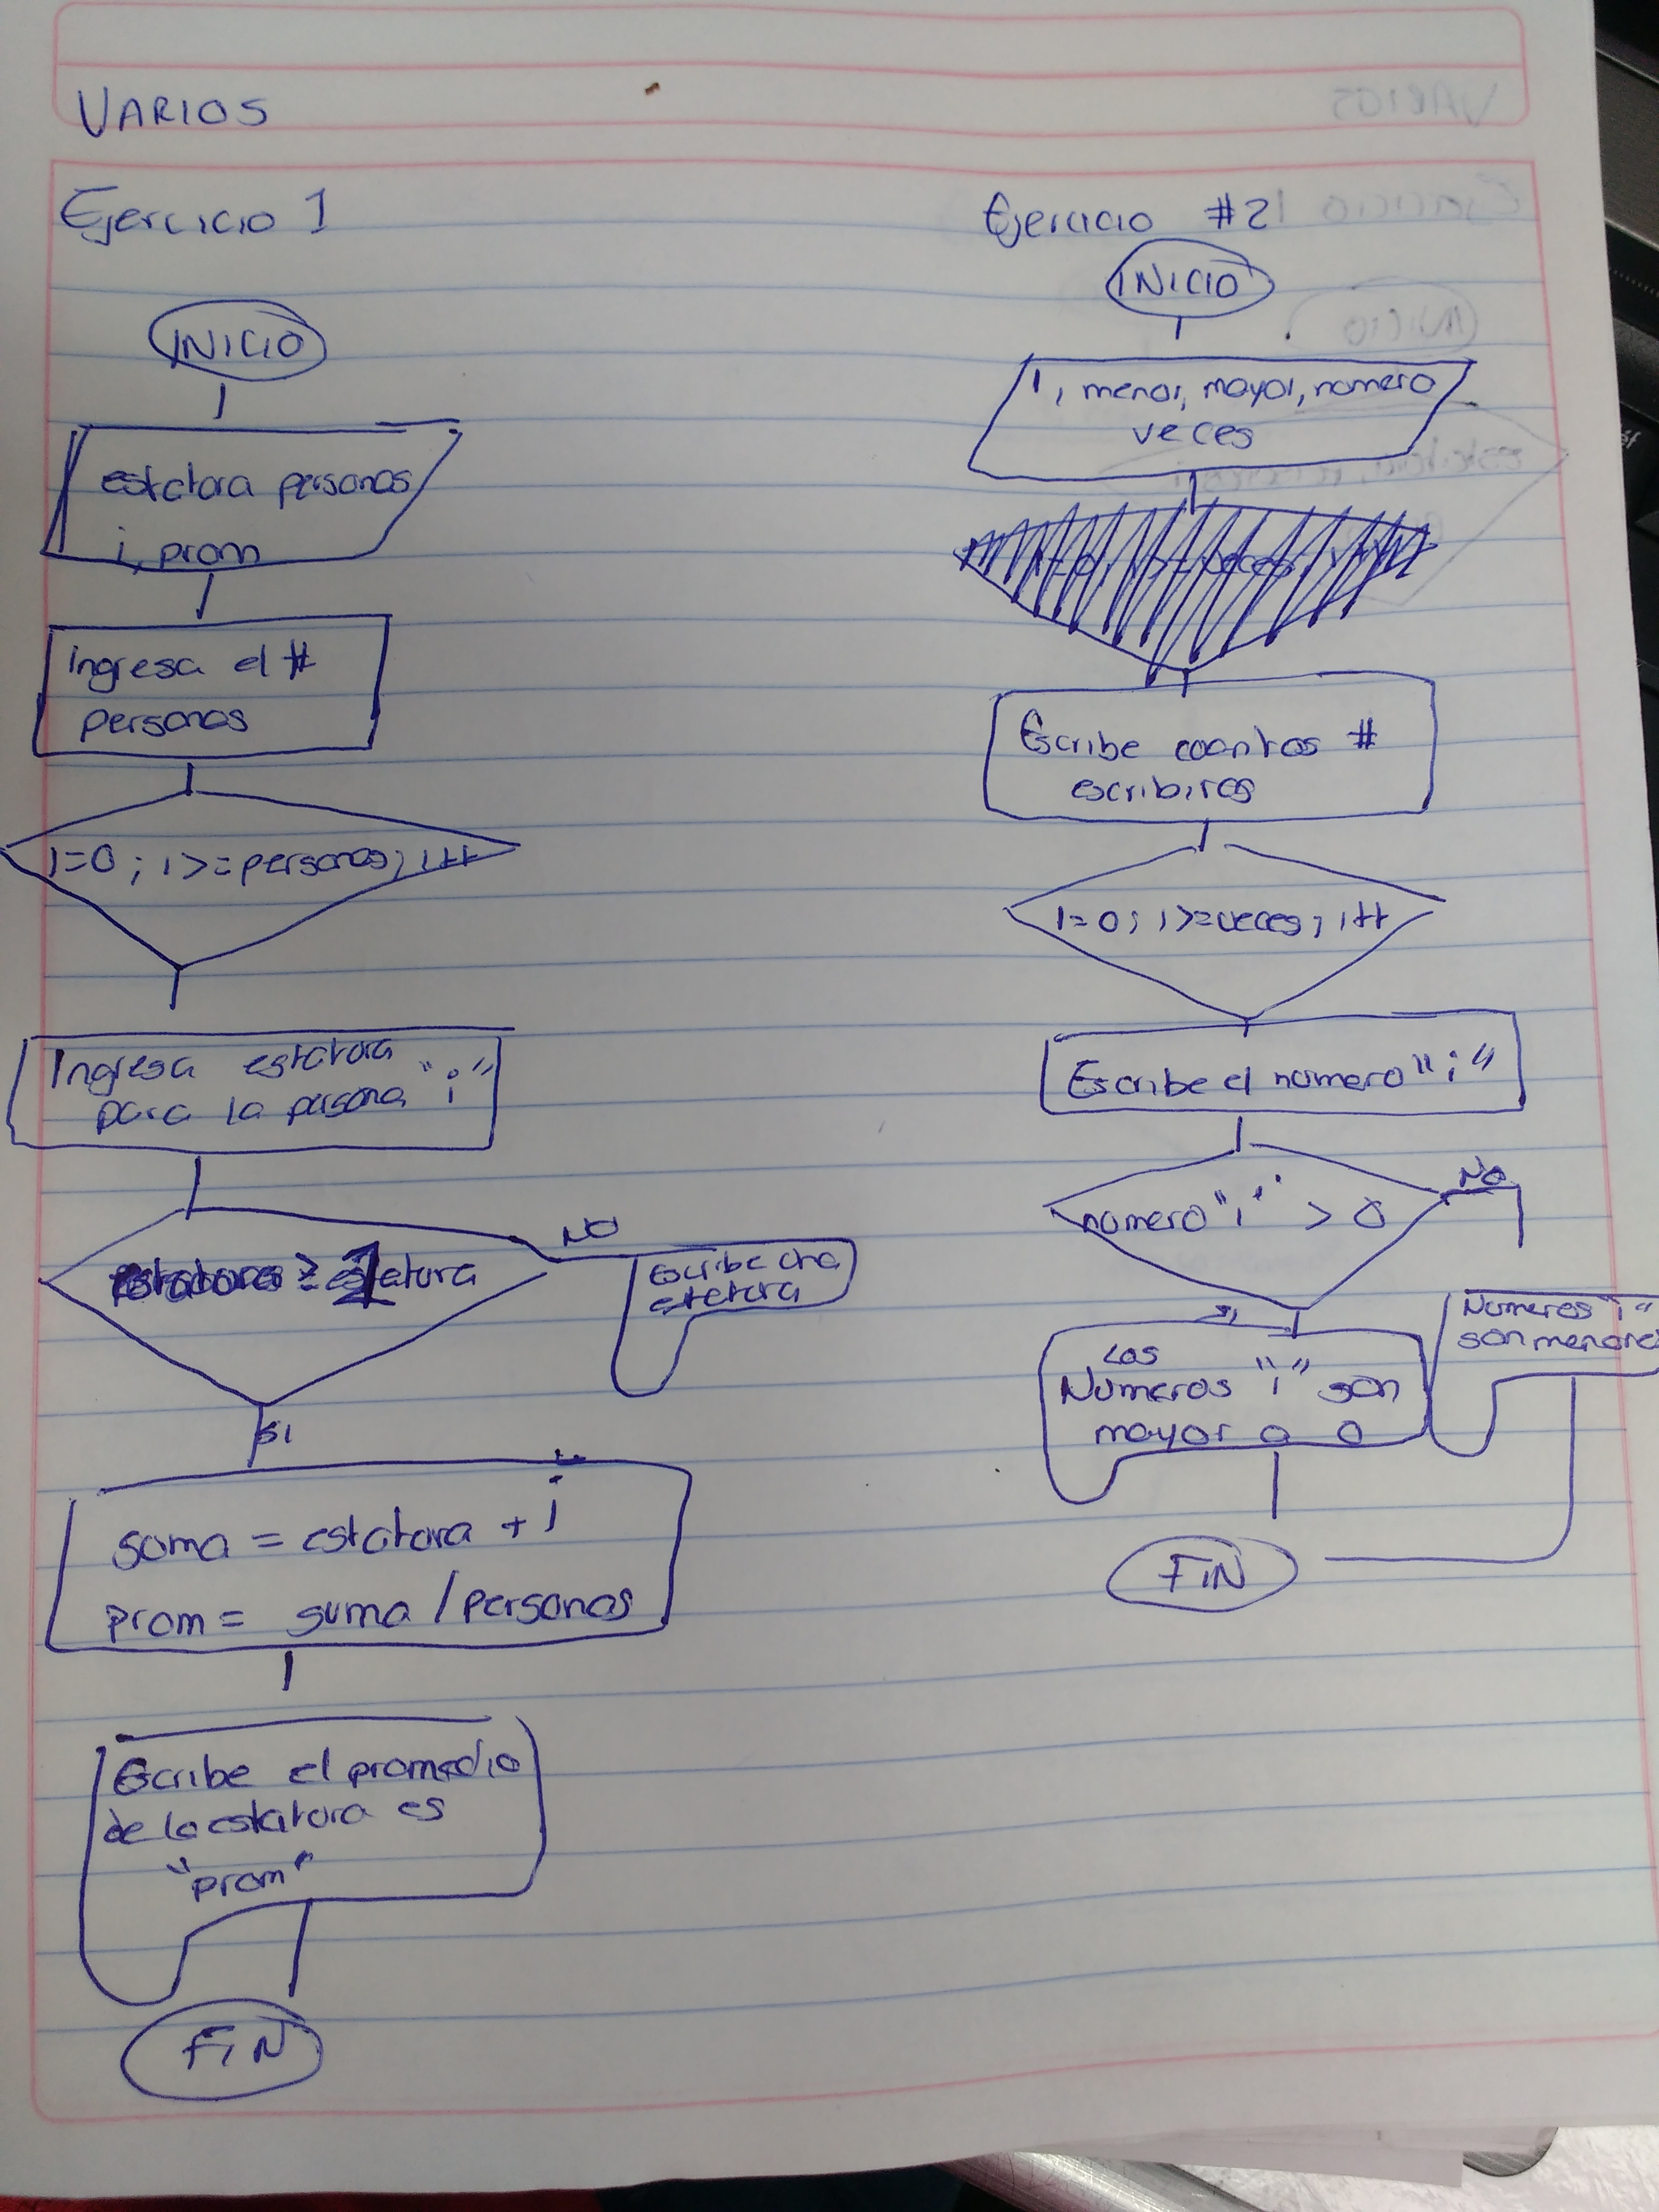 VARIOS
Ejercicio 1
INICIO
estatura personas
i, prom
Ingresa el #
personas
i=0; i>=personas; i++
Ingresa estatura
para la persona "i"
NO
Escribe otra
estatura
SI
suma = estatura + i
prom = suma / personas
Escribe el promedio
de la estatura es
"prom"
FIN
Ejercicio #2
INICIO
i, menor, mayor, numero
veces
Escribe cuantos #
escribires
i=0; i>=veces; i++
Escribe el numero "i"
numero "i" > 0
No
si
Los
Numeros "i" son
mayor a 0
Numeros "i"
son menores
FIN